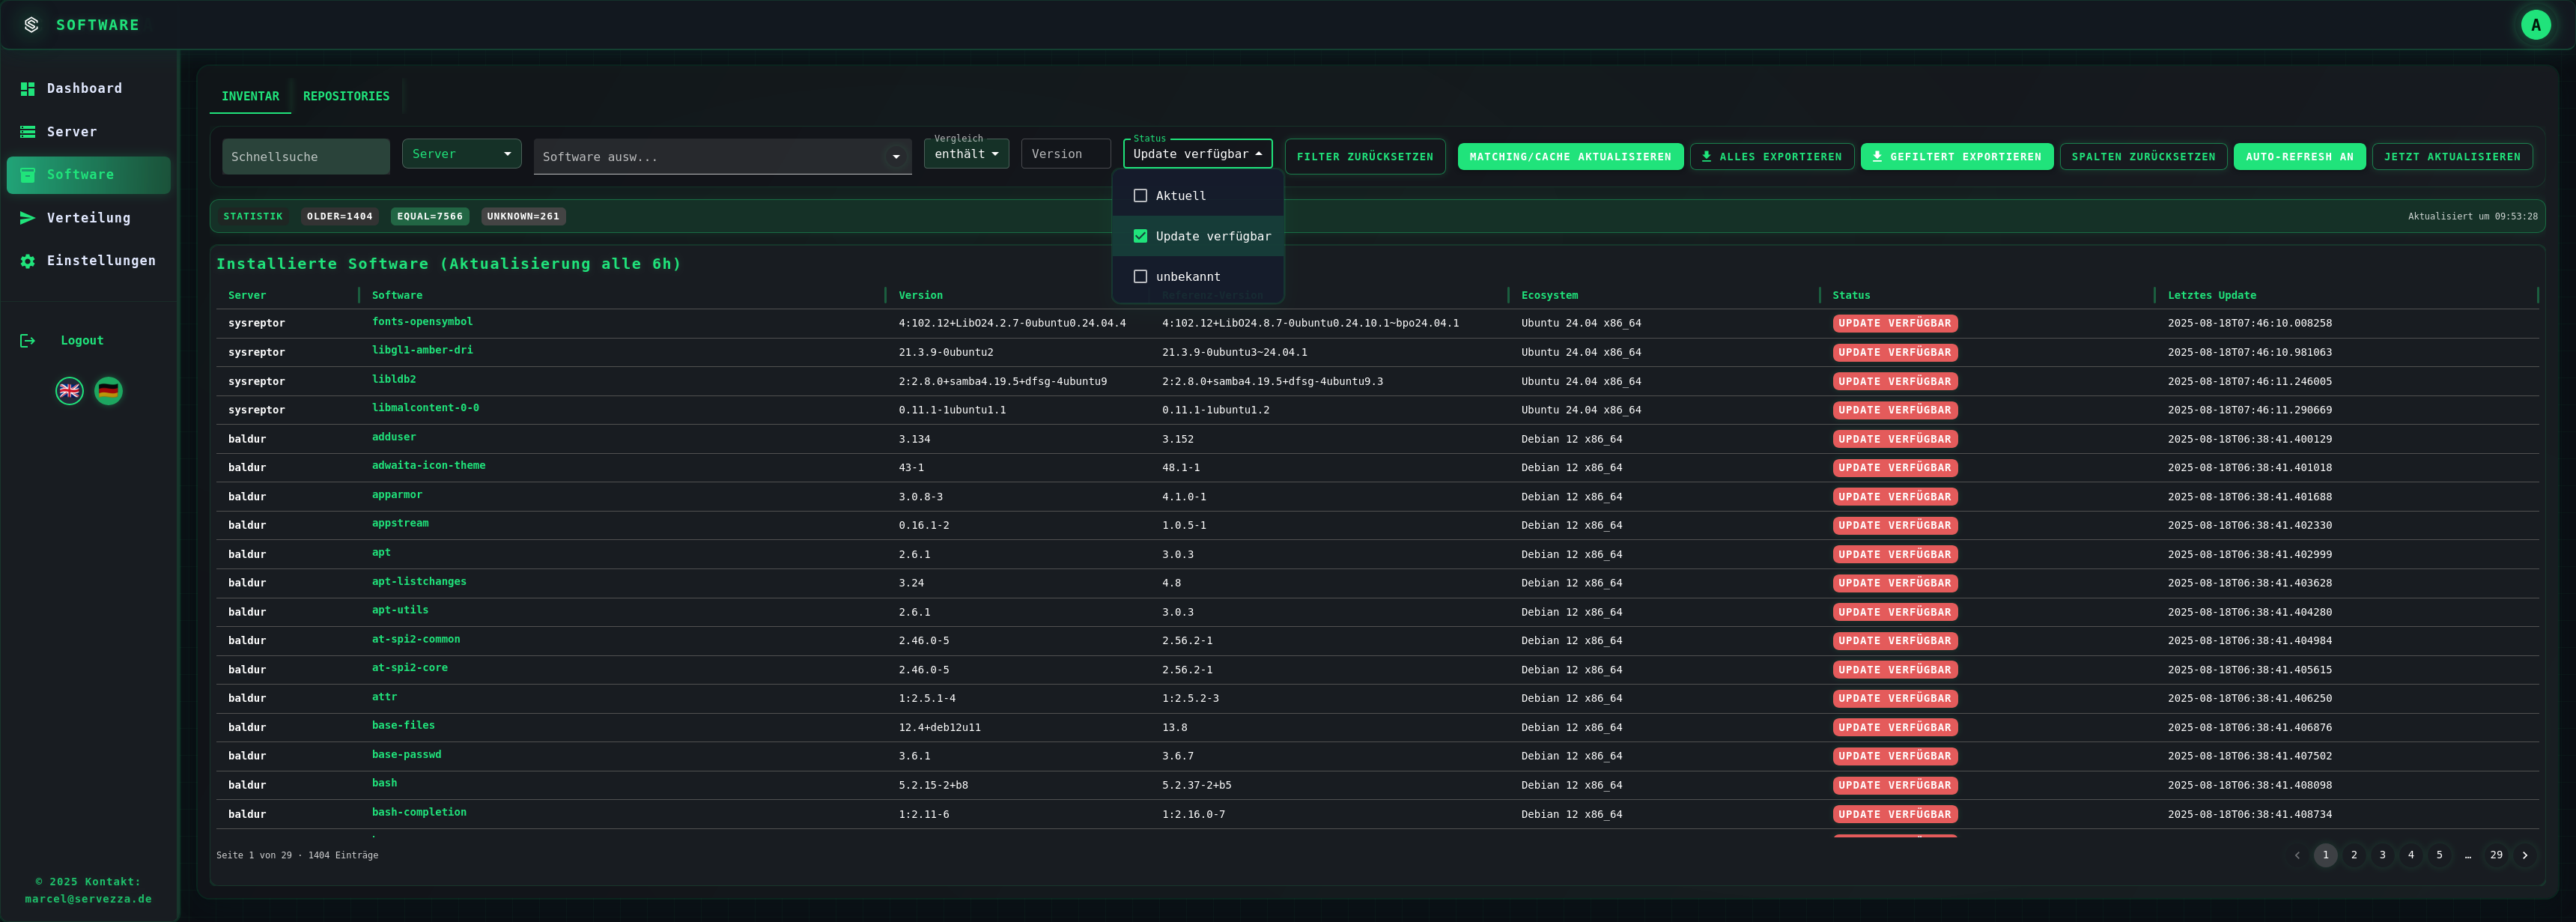 SOFTWARE
A
Dashboard
Server
Software
Verteilung
Einstellungen
Logout
© 2025 Kontakt:
marcel@servezza.de
INVENTAR REPOSITORIES
Schnellsuche
Server
Software ausw...
Vergleich
enthält
Version
Status
Update verfügbar
FILTER ZURÜCKSETZEN
MATCHING/CACHE AKTUALISIEREN
ALLES EXPORTIEREN
GEFILTERT EXPORTIEREN
SPALTEN ZURÜCKSETZEN
AUTO-REFRESH AN
JETZT AKTUALISIEREN
Aktuell
Update verfügbar
unbekannt
STATISTIK OLDER=1404 EQUAL=7566 UNKNOWN=261
Aktualisiert um 09:53:28
Installierte Software (Aktualisierung alle 6h)
Server Software Version Referenz-Version Ecosystem Status Letztes Update
sysreptor fonts-opensymbol 4:102.12+LibO24.2.7-0ubuntu0.24.04.4 4:102.12+LibO24.8.7-0ubuntu0.24.10.1~bpo24.04.1 Ubuntu 24.04 x86_64 UPDATE VERFÜGBAR 2025-08-18T07:46:10.008258
sysreptor libgl1-amber-dri 21.3.9-0ubuntu2 21.3.9-0ubuntu3~24.04.1 Ubuntu 24.04 x86_64 UPDATE VERFÜGBAR 2025-08-18T07:46:10.981063
sysreptor libldb2 2:2.8.0+samba4.19.5+dfsg-4ubuntu9 2:2.8.0+samba4.19.5+dfsg-4ubuntu9.3 Ubuntu 24.04 x86_64 UPDATE VERFÜGBAR 2025-08-18T07:46:11.246005
sysreptor libmalcontent-0-0 0.11.1-1ubuntu1.1 0.11.1-1ubuntu1.2 Ubuntu 24.04 x86_64 UPDATE VERFÜGBAR 2025-08-18T07:46:11.290669
baldur adduser 3.134 3.152 Debian 12 x86_64 UPDATE VERFÜGBAR 2025-08-18T06:38:41.400129
baldur adwaita-icon-theme 43-1 48.1-1 Debian 12 x86_64 UPDATE VERFÜGBAR 2025-08-18T06:38:41.401018
baldur apparmor 3.0.8-3 4.1.0-1 Debian 12 x86_64 UPDATE VERFÜGBAR 2025-08-18T06:38:41.401688
baldur appstream 0.16.1-2 1.0.5-1 Debian 12 x86_64 UPDATE VERFÜGBAR 2025-08-18T06:38:41.402330
baldur apt 2.6.1 3.0.3 Debian 12 x86_64 UPDATE VERFÜGBAR 2025-08-18T06:38:41.402999
baldur apt-listchanges 3.24 4.8 Debian 12 x86_64 UPDATE VERFÜGBAR 2025-08-18T06:38:41.403628
baldur apt-utils 2.6.1 3.0.3 Debian 12 x86_64 UPDATE VERFÜGBAR 2025-08-18T06:38:41.404280
baldur at-spi2-common 2.46.0-5 2.56.2-1 Debian 12 x86_64 UPDATE VERFÜGBAR 2025-08-18T06:38:41.404984
baldur at-spi2-core 2.46.0-5 2.56.2-1 Debian 12 x86_64 UPDATE VERFÜGBAR 2025-08-18T06:38:41.405615
baldur attr 1:2.5.1-4 1:2.5.2-3 Debian 12 x86_64 UPDATE VERFÜGBAR 2025-08-18T06:38:41.406250
baldur base-files 12.4+deb12u11 13.8 Debian 12 x86_64 UPDATE VERFÜGBAR 2025-08-18T06:38:41.406876
baldur base-passwd 3.6.1 3.6.7 Debian 12 x86_64 UPDATE VERFÜGBAR 2025-08-18T06:38:41.407502
baldur bash 5.2.15-2+b8 5.2.37-2+b5 Debian 12 x86_64 UPDATE VERFÜGBAR 2025-08-18T06:38:41.408098
baldur bash-completion 1:2.11-6 1:2.16.0-7 Debian 12 x86_64 UPDATE VERFÜGBAR 2025-08-18T06:38:41.408734
Seite 1 von 29 · 1404 Einträge
1 2 3 4 5 … 29